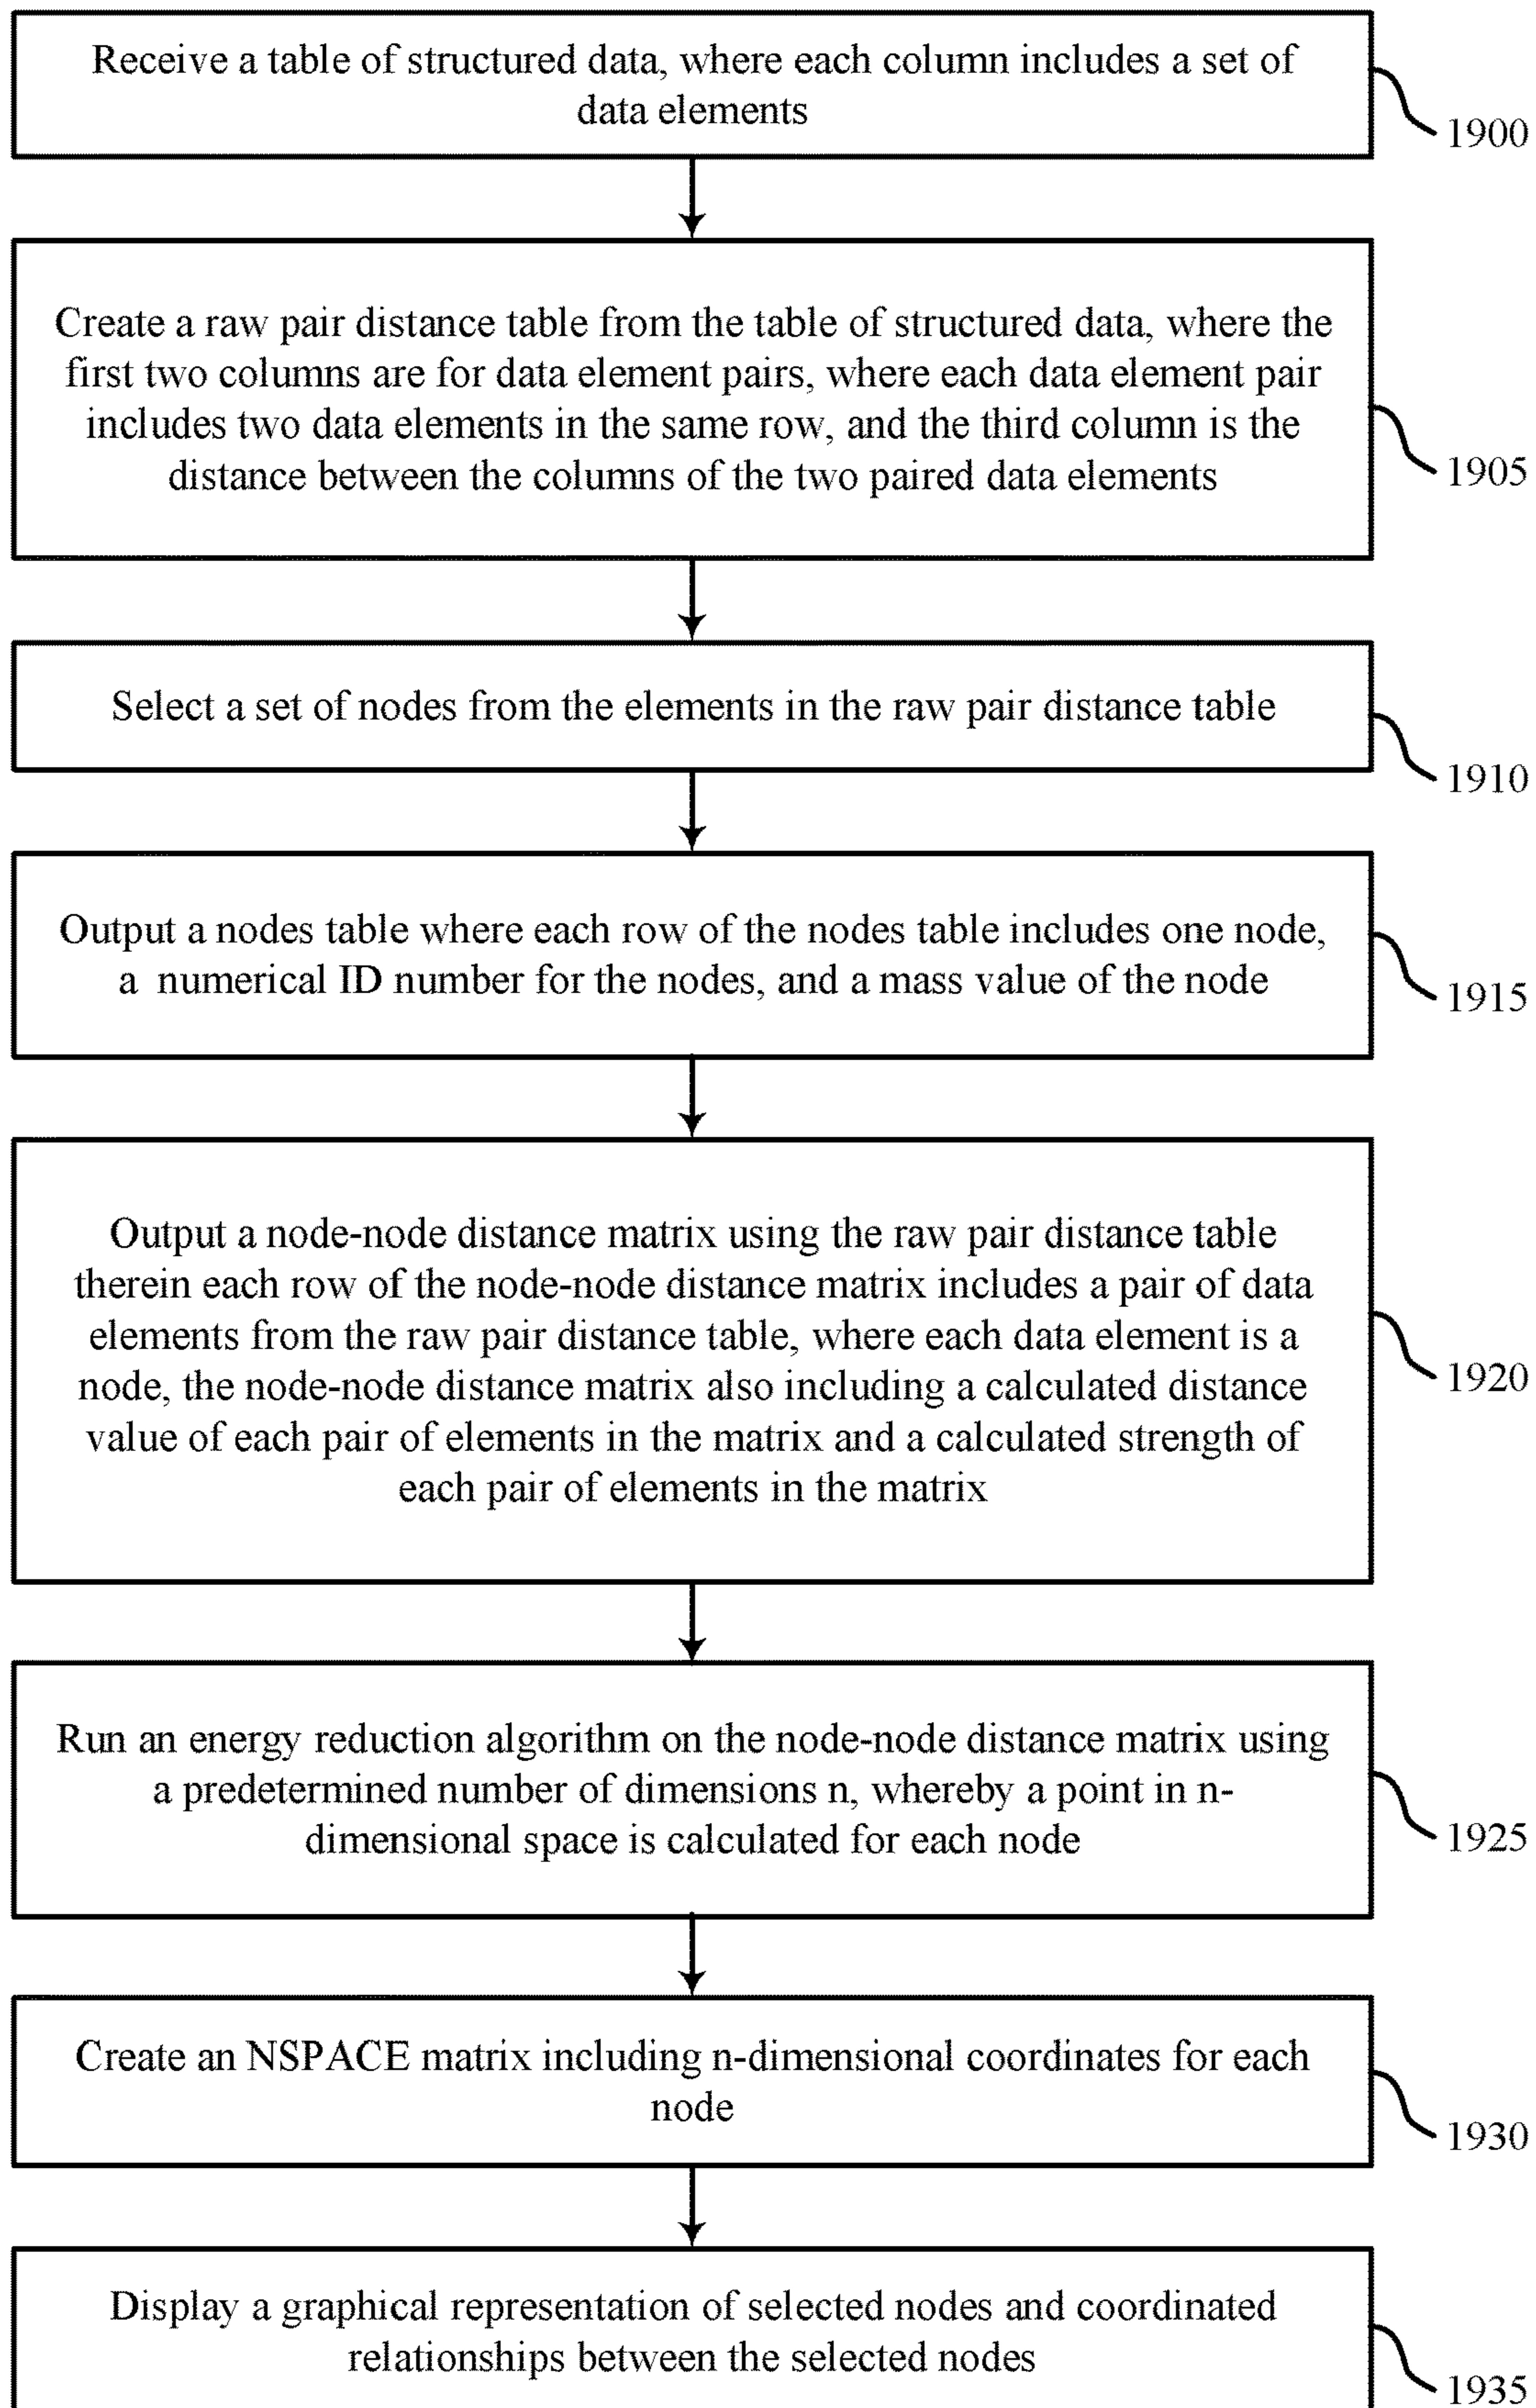 Receive a table of structured data, where each column includes a set of
data elements
1900
Create a raw pair distance table from the table of structured data, where the
first two columns are for data element pairs, where each data element pair
includes two data elements in the same row, and the third column is the
distance between the columns of the two paired data elements
1905
Select a set of nodes from the elements in the raw pair distance table
1910
Output a nodes table where each row of the nodes table includes one node,
a numerical ID number for the nodes, and a mass value of the node
1915
Output a node-node distance matrix using the raw pair distance table
therein each row of the node-node distance matrix includes a pair of data
elements from the raw pair distance table, where each data element is a
node, the node-node distance matrix also including a calculated distance
value of each pair of elements in the matrix and a calculated strength of
each pair of elements in the matrix
1920
Run an energy reduction algorithm on the node-node distance matrix using
a predetermined number of dimensions n, whereby a point in n-
dimensional space is calculated for each node
1925
Create an NSPACE matrix including n-dimensional coordinates for each
node
1930
Display a graphical representation of selected nodes and coordinated
relationships between the selected nodes
1935